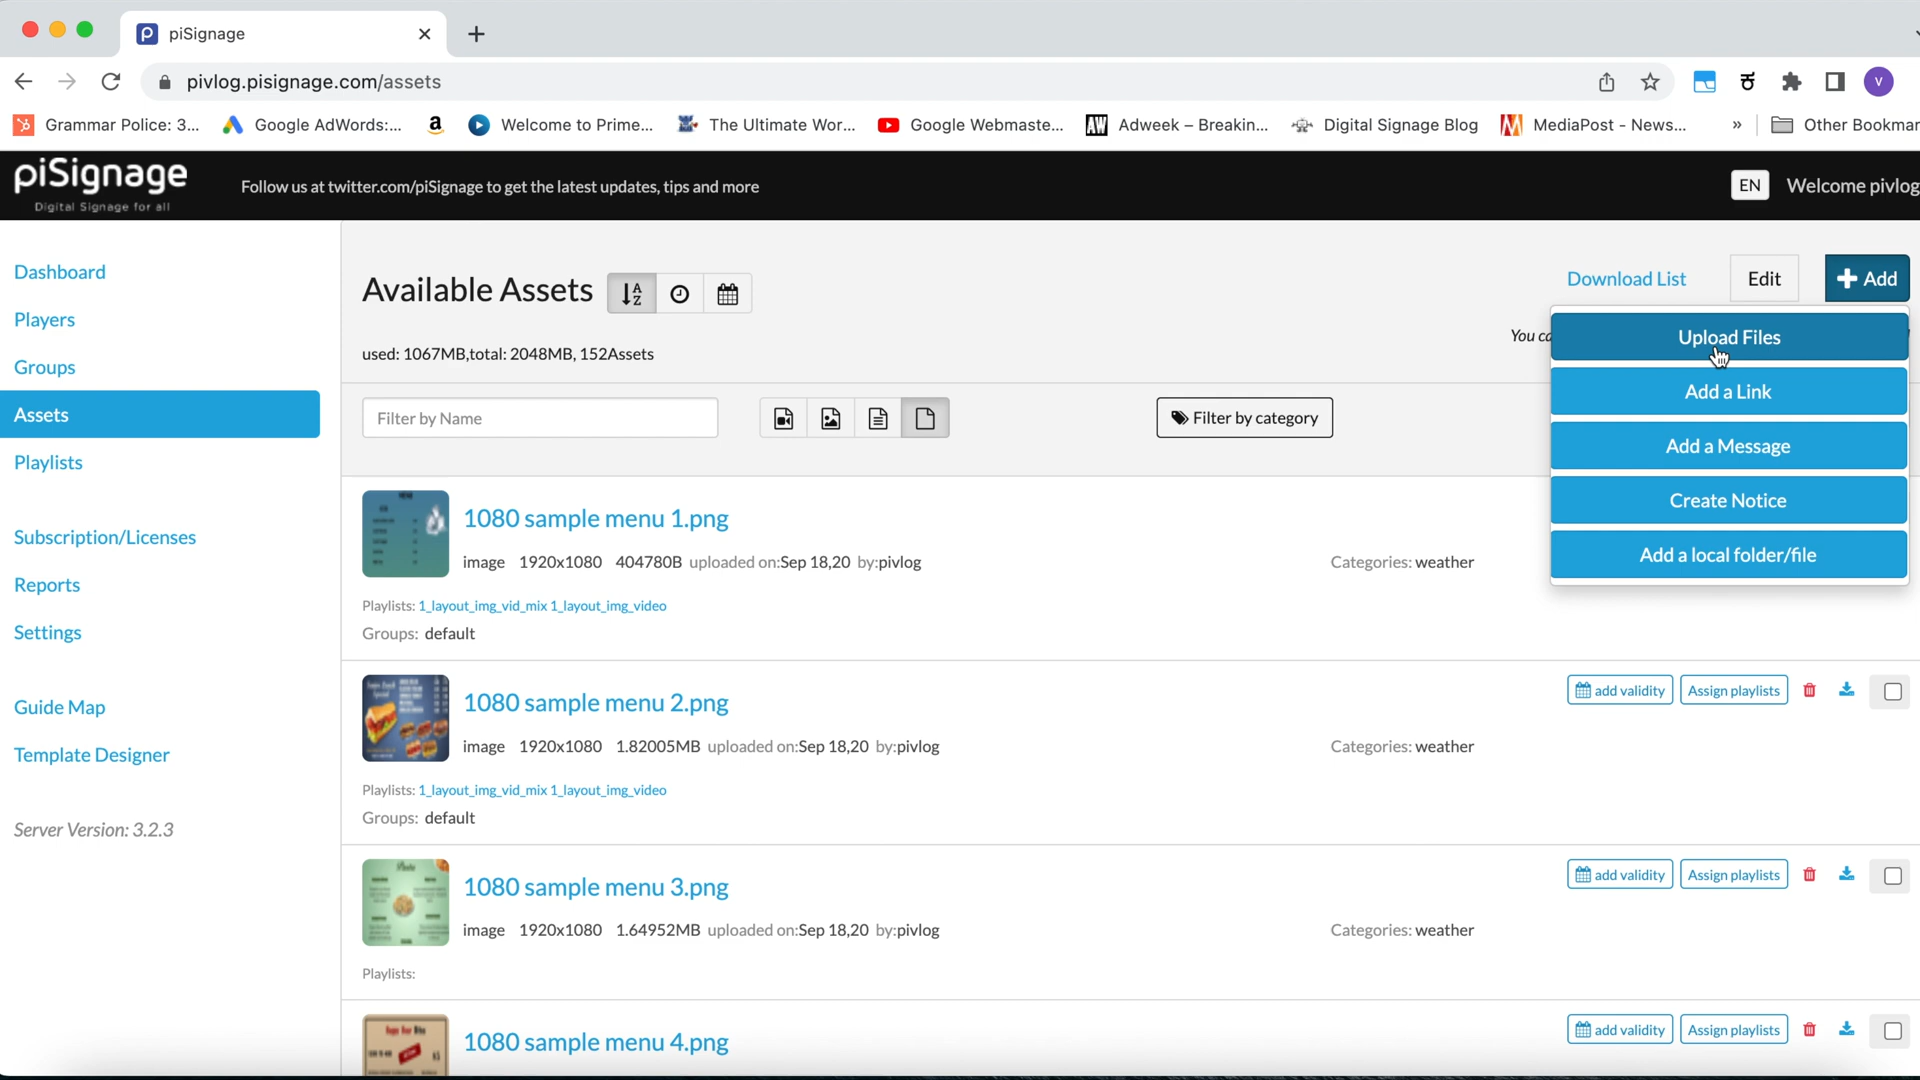 piSignage
pivlog.pisignage.com/assets
V
Grammar Police: 3...
Google AdWords:...
Welcome to Prime...
The Ultimate Wor...
Google Webmaste...
Adweek – Breakin...
Digital Signage Blog
MediaPost - News...
»
Other Bookmar
piSignage
Digital Signage for all
Follow us at twitter.com/piSignage to get the latest updates, tips and more
EN
Welcome pivlog
Dashboard
Players
Groups
Assets
Playlists
Subscription/Licenses
Reports
Settings
Guide Map
Template Designer
Server Version: 3.2.3
Available Assets
Download List
Edit
Add
used: 1067MB,total: 2048MB, 152Assets
You ca
Upload Files
Add a Link
Add a Message
Create Notice
Add a local folder/file
Filter by Name
Filter by category
1080 sample menu 1.png
image 1920x1080 404780B uploaded on:Sep 18,20 by:pivlog
Categories: weather
Playlists: 1_layout_img_vid_mix 1_layout_img_video
Groups: default
1080 sample menu 2.png
add validity
Assign playlists
image 1920x1080 1.82005MB uploaded on:Sep 18,20 by:pivlog
Categories: weather
Playlists: 1_layout_img_vid_mix 1_layout_img_video
Groups: default
1080 sample menu 3.png
add validity
Assign playlists
image 1920x1080 1.64952MB uploaded on:Sep 18,20 by:pivlog
Categories: weather
Playlists:
1080 sample menu 4.png
add validity
Assign playlists